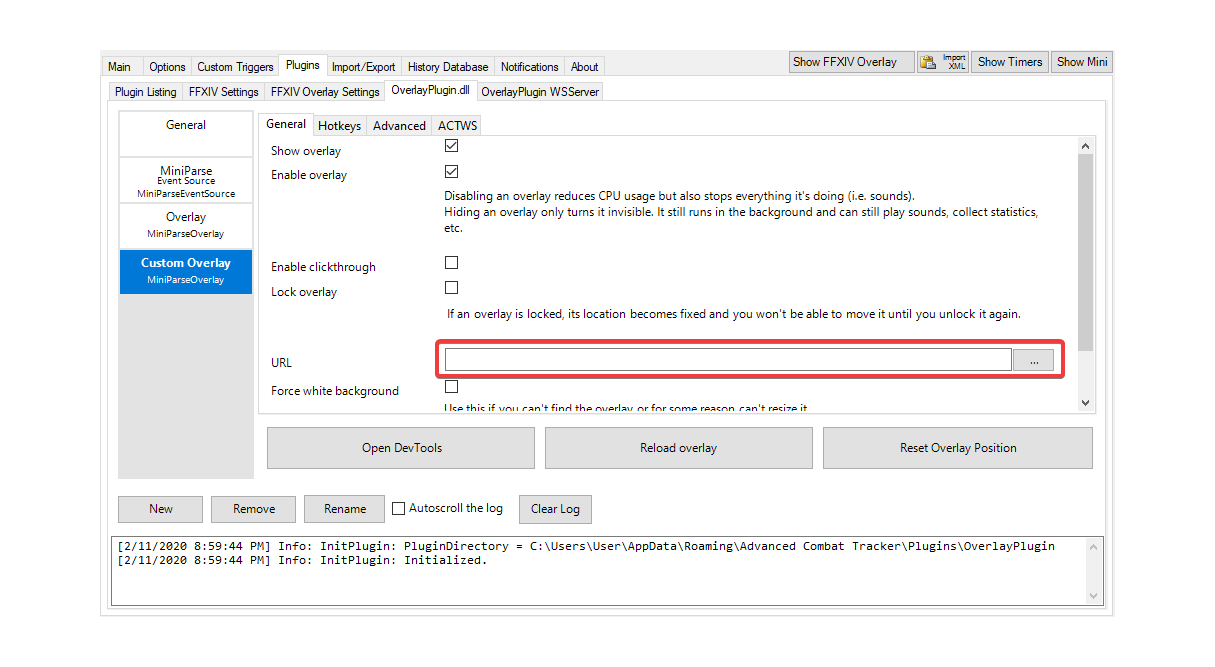 Main Options Custom Triggers Plugins Import/Export History Database Notifications About Show FFXIV Overlay Import XML Show Timers Show Mini
Plugin Listing FFXIV Settings FFXIV Overlay Settings OverlayPlugin.dll OverlayPlugin WSServer
General
MiniParse
Event Source
MiniParseEventSource
Overlay
MiniParseOverlay
Custom Overlay
MiniParseOverlay
General Hotkeys Advanced ACTWS
Show overlay
Enable overlay
Disabling an overlay reduces CPU usage but also stops everything it's doing (i.e. sounds).
Hiding an overlay only turns it invisible. It still runs in the background and can still play sounds, collect statistics,
etc.
Enable clickthrough
Lock overlay
If an overlay is locked, its location becomes fixed and you won't be able to move it until you unlock it again.
URL ...
Force white background
Use this if you can't find the overlay or for some reason can't resize it
Open DevTools Reload overlay Reset Overlay Position
New Remove Rename Autoscroll the log Clear Log
[2/11/2020 8:59:44 PM] Info: InitPlugin: PluginDirectory = C:\Users\User\AppData\Roaming\Advanced Combat Tracker\Plugins\OverlayPlugin
[2/11/2020 8:59:44 PM] Info: InitPlugin: Initialized.